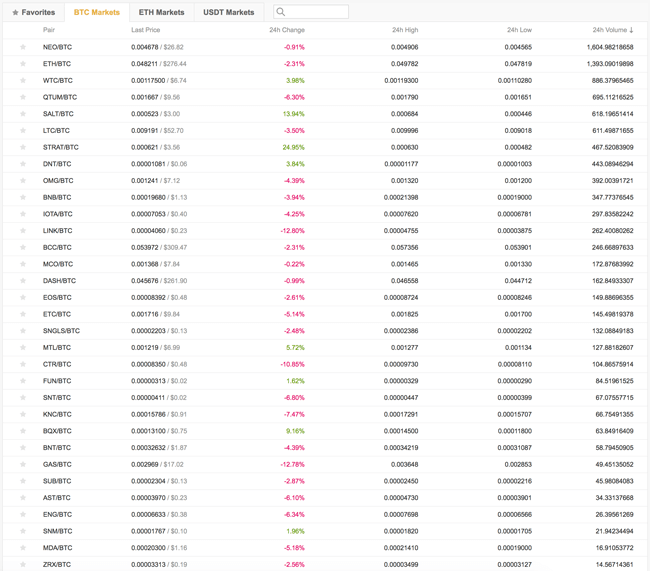 ★ Favorites BTC Markets ETH Markets USDT Markets
Pair Last Price 24h Change 24h High 24h Low 24h Volume ↓
NEO/BTC 0.004678 / $26.82 -0.91% 0.004906 0.004565 1,604.98218658
ETH/BTC 0.048211 / $276.44 -2.31% 0.049782 0.047819 1,393.09019898
WTC/BTC 0.00117500 / $6.74 3.98% 0.00119300 0.00110280 886.37965465
QTUM/BTC 0.001667 / $9.56 -6.30% 0.001790 0.001651 695.11216525
SALT/BTC 0.000523 / $3.00 13.94% 0.000684 0.000446 618.19651414
LTC/BTC 0.009191 / $52.70 -3.50% 0.009996 0.009018 611.49871655
STRAT/BTC 0.000621 / $3.56 24.95% 0.000630 0.000482 467.52083909
DNT/BTC 0.00001081 / $0.06 3.84% 0.00001177 0.00001003 443.08946294
OMG/BTC 0.001241 / $7.12 -4.39% 0.001320 0.001200 392.00391721
BNB/BTC 0.00019680 / $1.13 -3.94% 0.00021398 0.00019000 347.77376545
IOTA/BTC 0.00007053 / $0.40 -4.25% 0.00007620 0.00006781 297.83582242
LINK/BTC 0.00004060 / $0.23 -12.80% 0.00004755 0.00003875 262.40080262
BCC/BTC 0.053972 / $309.47 -2.31% 0.057356 0.053901 246.66897633
MCO/BTC 0.001368 / $7.84 -0.22% 0.001465 0.001330 172.87683992
DASH/BTC 0.045676 / $261.90 -0.99% 0.046558 0.044712 162.84933307
EOS/BTC 0.00008392 / $0.48 -2.61% 0.00008724 0.00008246 149.88696355
ETC/BTC 0.001716 / $9.84 -5.14% 0.001825 0.001700 145.49819378
SNGLS/BTC 0.00002203 / $0.13 -2.48% 0.00002386 0.00002202 132.08849183
MTL/BTC 0.001219 / $6.99 5.72% 0.001277 0.001134 127.88182607
CTR/BTC 0.00008350 / $0.48 -10.85% 0.00009730 0.00008110 104.86575914
FUN/BTC 0.00000313 / $0.02 1.62% 0.00000329 0.00000290 84.51961525
SNT/BTC 0.00000411 / $0.02 -6.80% 0.00000447 0.00000399 67.07557715
KNC/BTC 0.00015786 / $0.91 -7.47% 0.00017291 0.00015707 66.75491355
BQX/BTC 0.00013100 / $0.75 9.16% 0.00014500 0.00011800 63.84916409
BNT/BTC 0.00032632 / $1.87 -4.39% 0.00034219 0.00031087 58.79450905
GAS/BTC 0.002969 / $17.02 -12.78% 0.003648 0.002853 49.45135052
SUB/BTC 0.00002304 / $0.13 -2.87% 0.00002450 0.00002216 45.98084083
AST/BTC 0.00003970 / $0.23 -6.10% 0.00004730 0.00003901 34.33137668
ENG/BTC 0.00006633 / $0.38 -6.34% 0.00007698 0.00006566 26.39561269
SNM/BTC 0.00001767 / $0.10 1.96% 0.00001820 0.00001705 21.94234494
MDA/BTC 0.00020300 / $1.16 -5.18% 0.00021410 0.00019000 16.91053772
ZRX/BTC 0.00003313 / $0.19 -2.56% 0.00003499 0.00003127 14.56714361